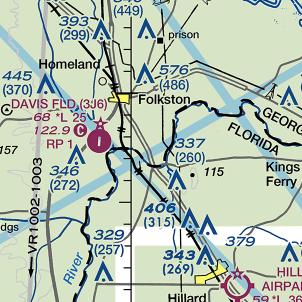 (449)
393
(299)
prison
Homeland
445
(370)
576
(486)
DAVIS FLD (3J6)
68 *L 25
122.9 C
RP 1
Folkston
GEORG
FLORIDA
337
(260)
346
(272)
115
Kings
Ferry
VR1002-1003
dgs
406
(315)
329
(257)
379
343
(269)
River
Hillard
HILL
AIRPA
59 *L 36